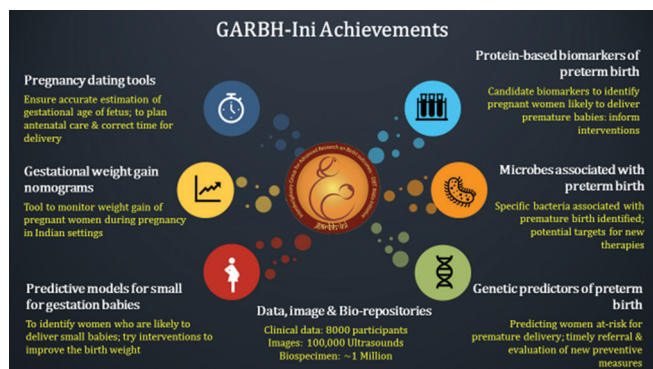 GARBH-Ini Achievements
Pregnancy dating tools
Ensure accurate estimation of
gestational age of fetus; to plan
antenatal care & correct time for
delivery
Gestational weight gain
nomograms
Tool to monitor weight gain of
pregnant women during pregnancy
in Indian settings
Predictive models for small
for gestation babies
To identify women who are likely to
deliver small babies; try interventions to
improve the birth weight
Protein-based biomarkers of
preterm birth
Candidate biomarkers to identify
pregnant women likely to deliver
premature babies: inform
interventions
Microbes associated with
preterm birth
Specific bacteria associated with
premature birth identified;
potential targets for new
therapies
Genetic predictors of preterm
birth
Predicting women at-risk for
premature delivery; timely referral &
evaluation of new preventive
measures
garbh-ini
Data, image & Bio-repositories
Clinical data: 8000 participants
Images: 100,000 Ultrasounds
Biospecimen: ~1 Million